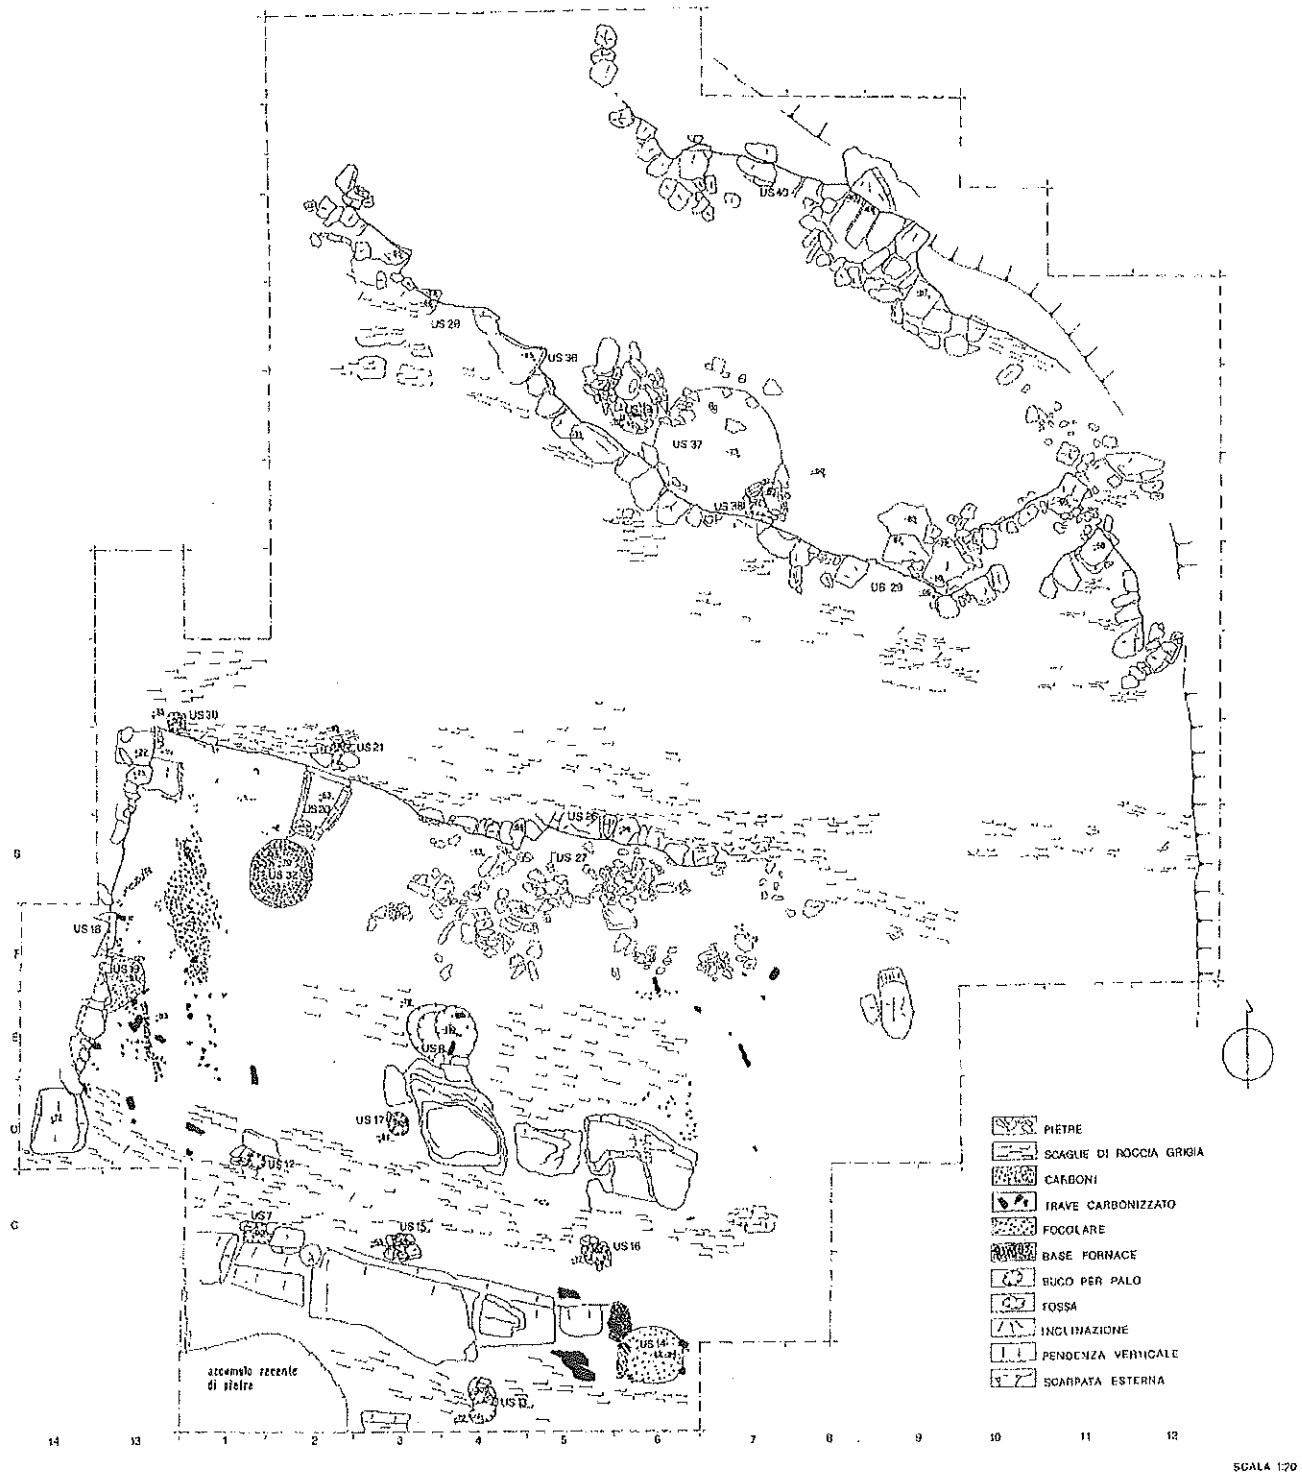 US 40
US 28
US 36
US 37
US 38
US 29
US 30
US 21
US 20
US 26
US 27
US 32
US 18
US 19
US 8
US 17
US 12
US 7
US 15
US 16
US 14
US 13
accumulo recente
di pietre
PIETRE
SCAGLIE DI ROCCIA GRIGIA
CARBONI
TRAVE CARBONIZZATO
FOCOLARE
BASE FORNACE
BUCO PER PALO
FOSSA
INCLINAZIONE
PENDENZA VERTICALE
SCARPATA ESTERNA
F
E
14 13 1 2 3 4 5 6 7 8 9 10 11 12
SCALA 1:20